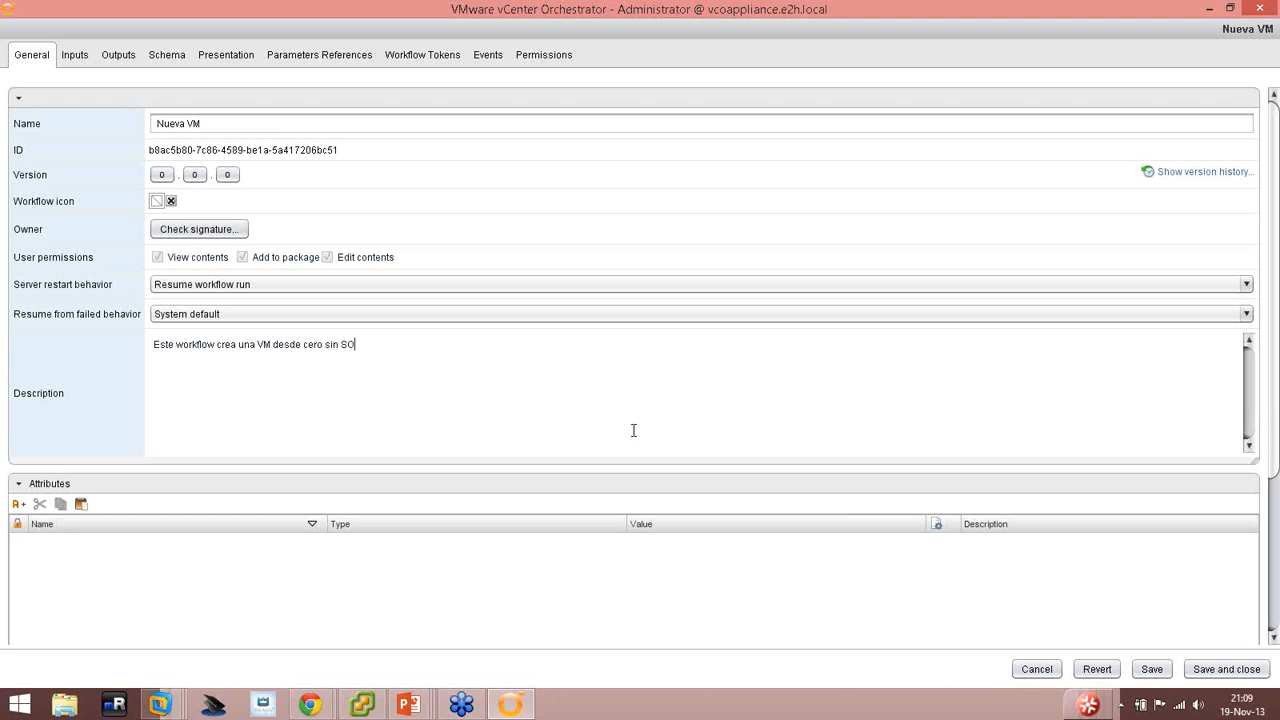 VMware vCenter Orchestrator - Administrator @ vcoappliance.e2h.local
Nueva VM
General Inputs Outputs Schema Presentation Parameters References Workflow Tokens Events Permissions
Name Nueva VM
ID b8ac5b80-7c86-4589-be1a-5a417206bc51
Version 0 . 0 . 0 Show version history...
Workflow icon
Owner Check signature...
User permissions View contents Add to package Edit contents
Server restart behavior Resume workflow run
Resume from failed behavior System default
Este workflow crea una VM desde cero sin SO
Description
Attributes
Name Type Value Description
Cancel Revert Save Save and close
21:09
19-Nov-13